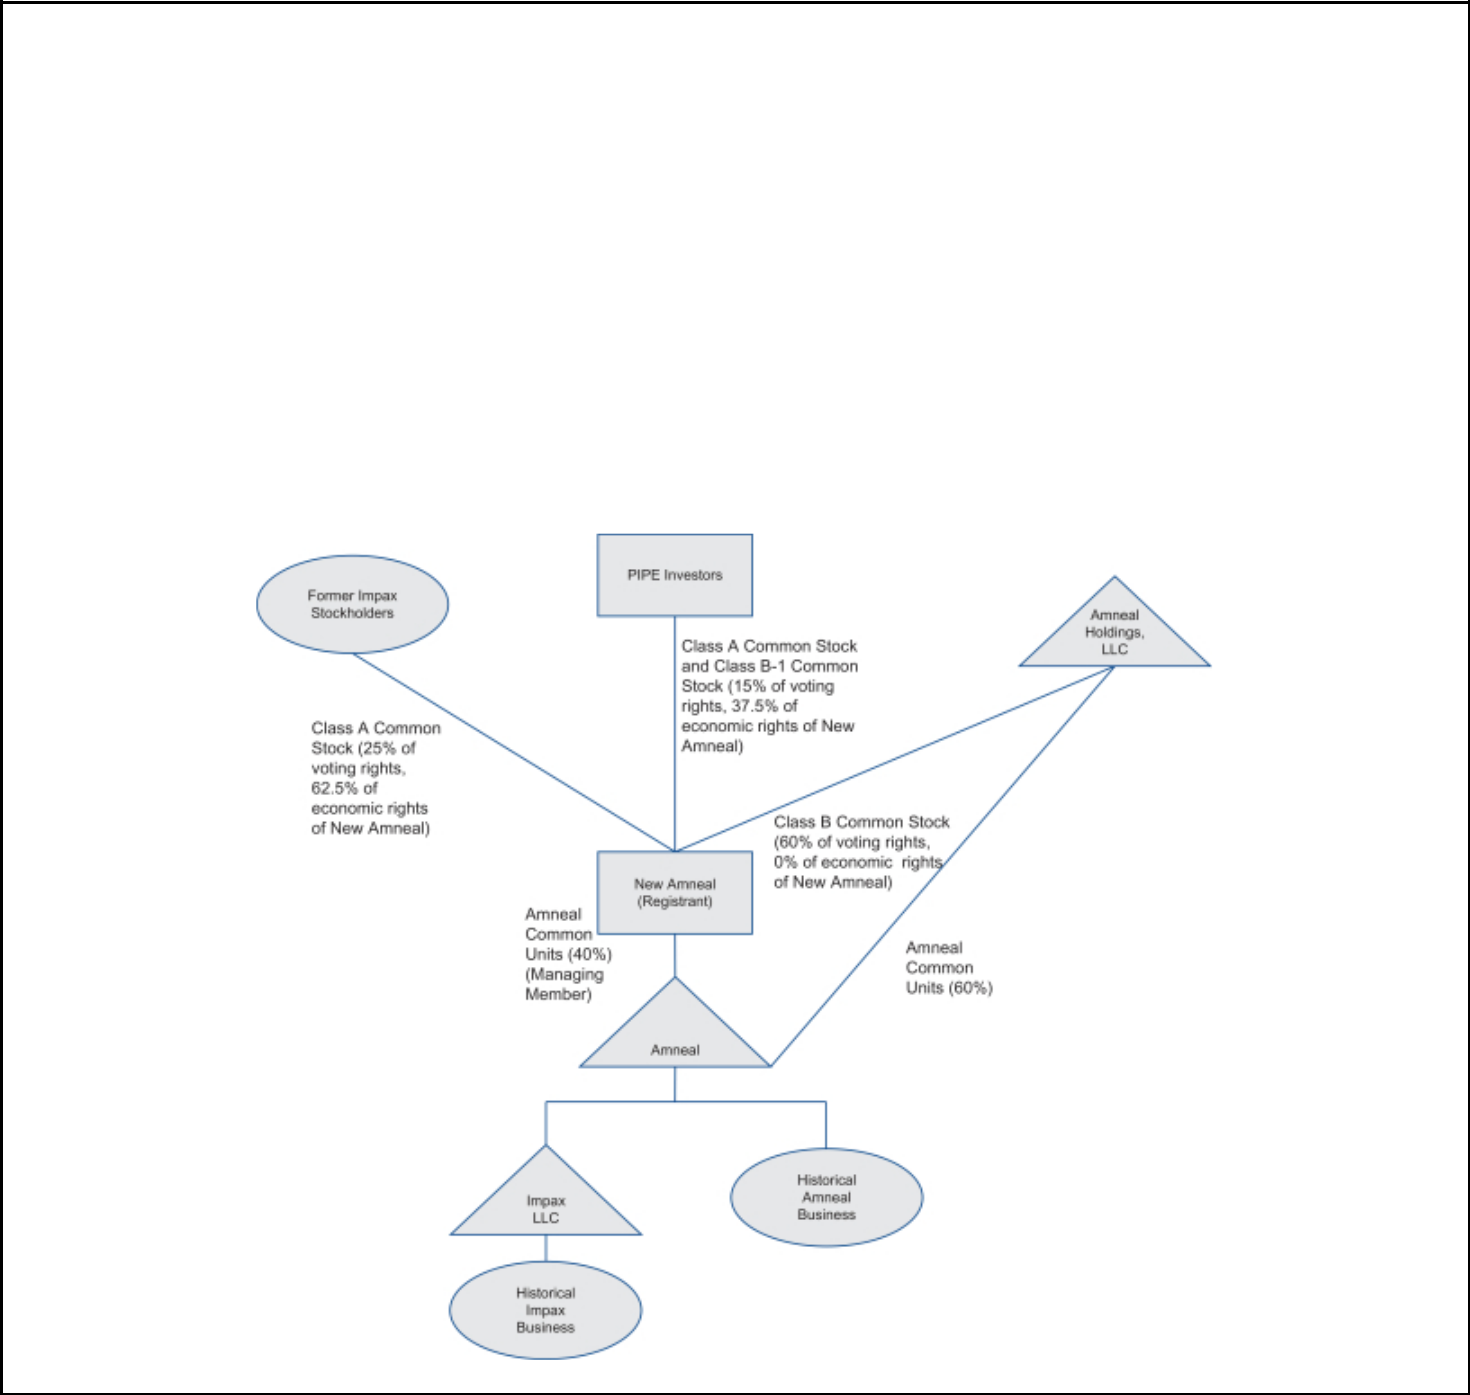 PIPE Investors
Former Impax
Stockholders
Amneal
Holdings,
LLC
Class A Common Stock
and Class B-1 Common
Stock (15% of voting
rights, 37.5% of
economic rights of New
Amneal)
Class A Common
Stock (25% of
voting rights,
62.5% of
economic rights
of New Amneal)
Class B Common Stock
(60% of voting rights,
0% of economic rights
of New Amneal)
New Amneal
(Registrant)
Amneal
Common
Units (40%)
(Managing
Member)
Amneal
Common
Units (60%)
Amneal
Historical
Amneal
Business
Impax
LLC
Historical
Impax
Business